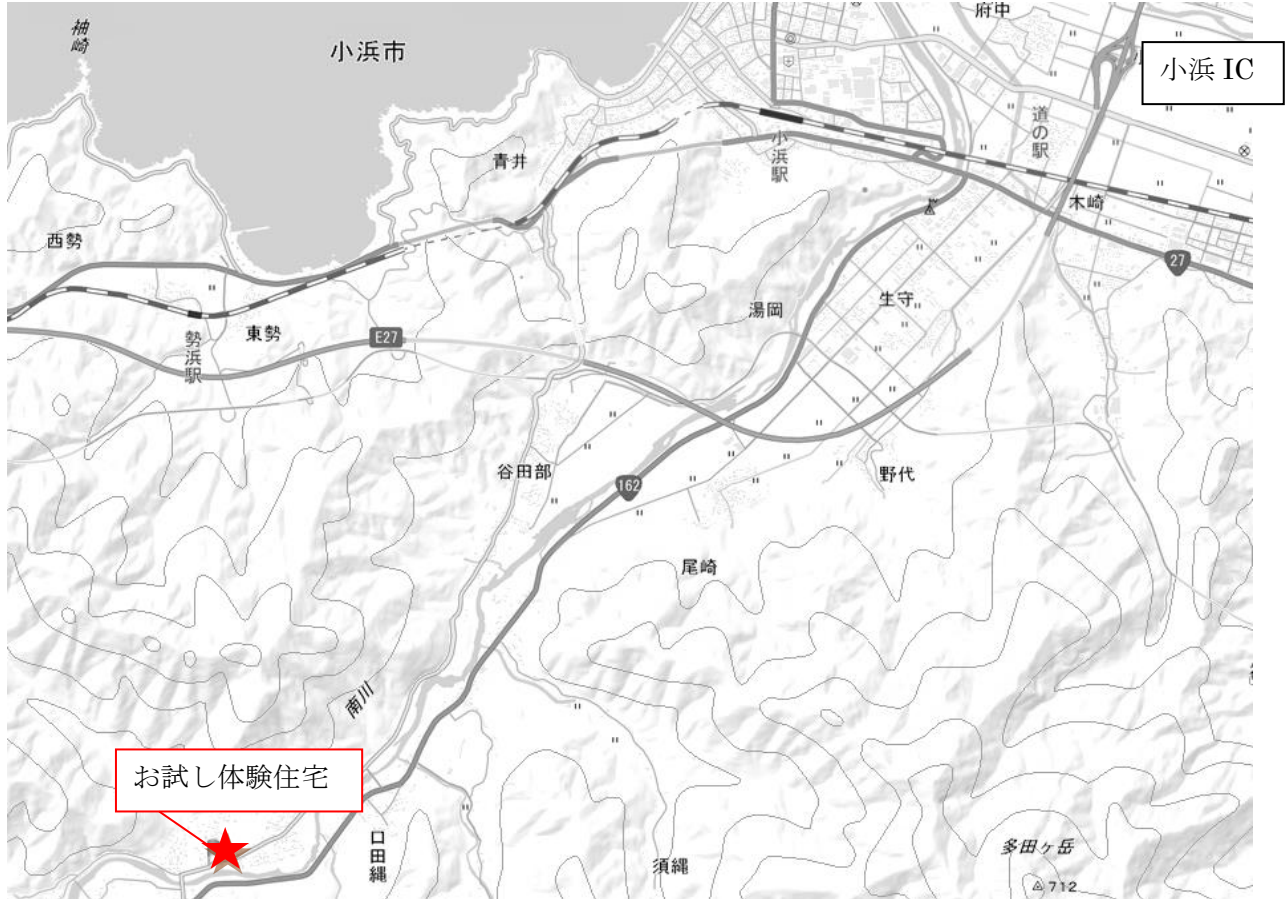 袖崎
小浜市
府中
小浜 IC
道の駅
青井
小浜駅
木崎
西勢
27
生守
湯岡
東勢
E27
勢浜駅
谷田部
野代
162
尾崎
南川
お試し体験住宅
口田縄
須縄
多田ヶ岳
712